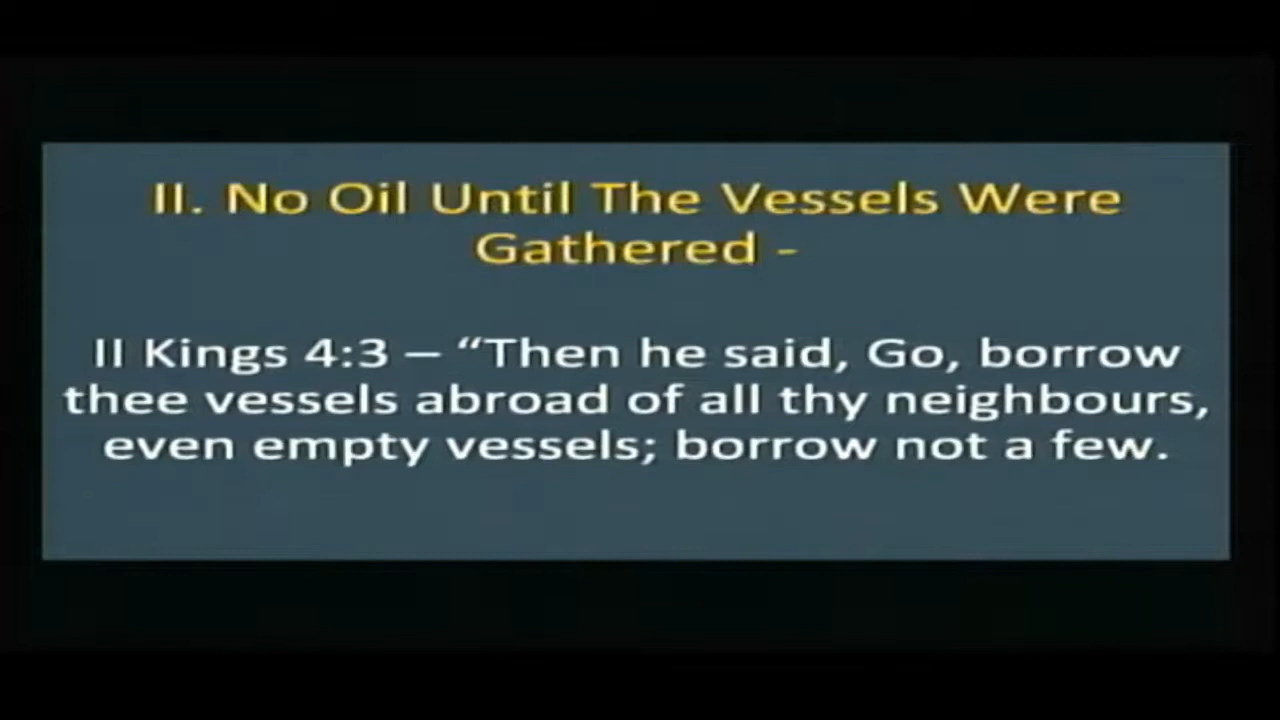 II. No Oil Until The Vessels Were
Gathered -
II Kings 4:3 – “Then he said, Go, borrow
thee vessels abroad of all thy neighbours,
even empty vessels; borrow not a few.